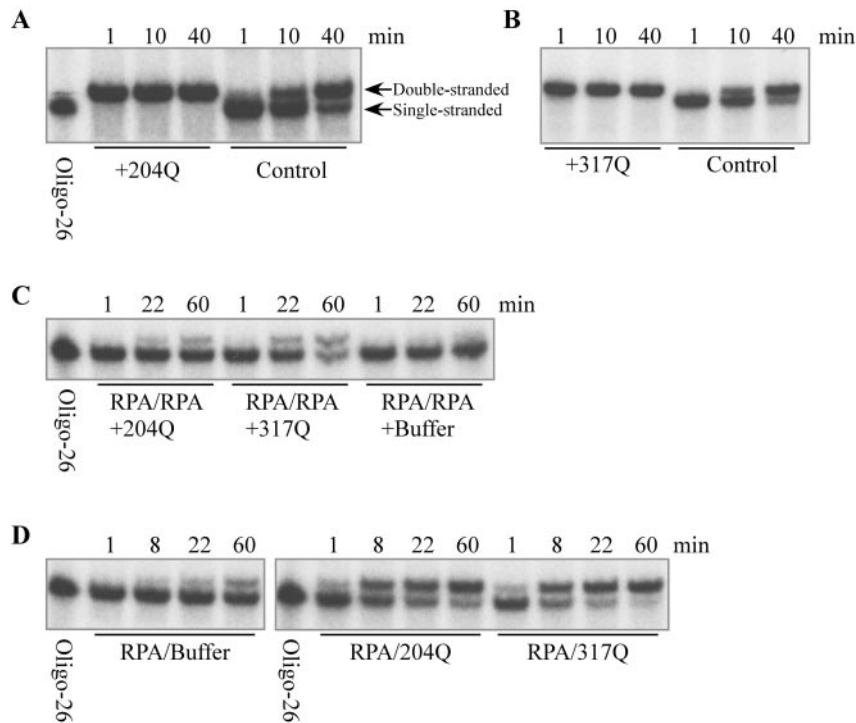 A
1 10 40 1 10 40 min
Double-stranded
Single-stranded
Oligo-26
+204Q Control
B
1 10 40 1 10 40 min
+317Q Control
C
1 22 60 1 22 60 1 22 60 min
Oligo-26
RPA/RPA RPA/RPA RPA/RPA
+204Q +317Q +Buffer
D
1 8 22 60 1 8 22 60 1 8 22 60 min
Oligo-26
RPA/Buffer
Oligo-26
RPA/204Q RPA/317Q